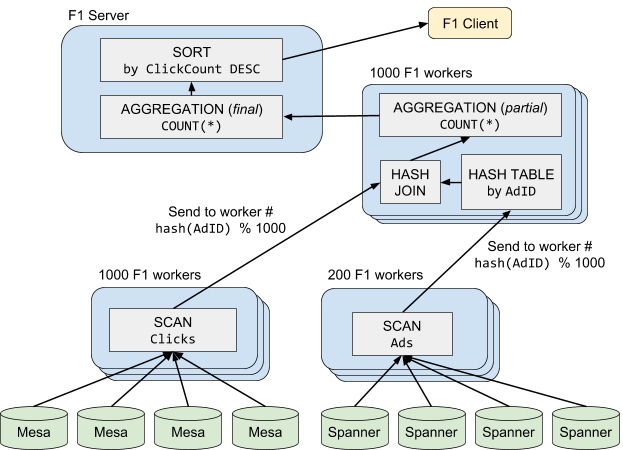 F1 Server
F1 Client
SORT
by ClickCount DESC
AGGREGATION (final)
COUNT(*)
1000 F1 workers
AGGREGATION (partial)
COUNT(*)
HASH
JOIN
HASH TABLE
by AdID
Send to worker #
hash(AdID) % 1000
Send to worker #
hash(AdID) % 1000
1000 F1 workers
SCAN
Clicks
200 F1 workers
SCAN
Ads
Mesa
Mesa
Mesa
Mesa
Spanner
Spanner
Spanner
Spanner